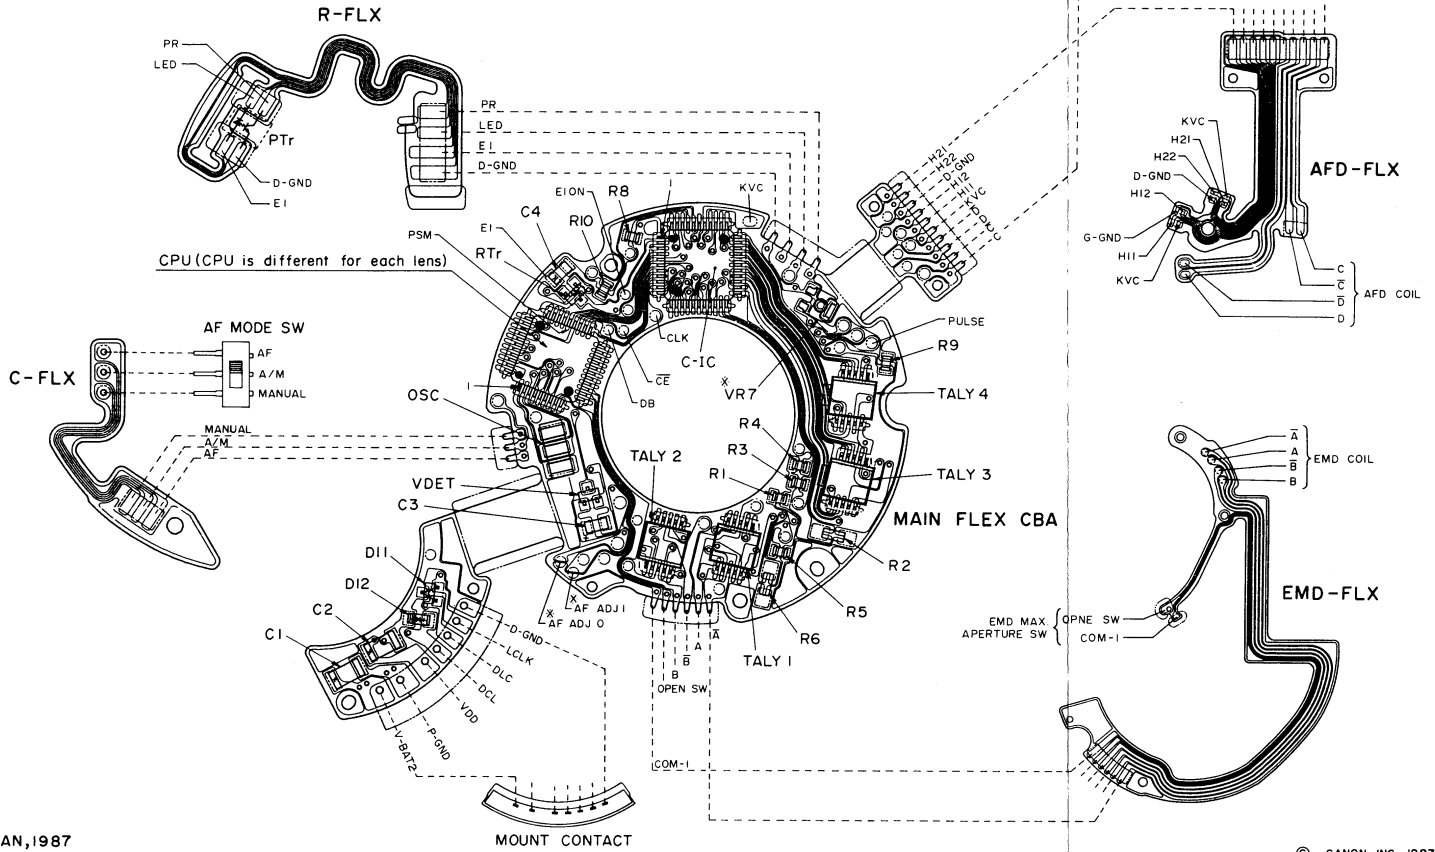 R-FLX
PR
LED
PTr
D-GND
E1
PR
LED
E1
D-GND
H21
H22
D-GND
H12
H11
KVC
KVC
H21
H22
D-GND
H12
G-GND
H11
KVC
AFD-FLX
C
C̅
D̅
D
AFD COIL
E1ON
R8
1
KVC
C4
R10
E1
PSM
RTr
CPU (CPU is different for each lens)
AF MODE SW
AF
A/M
MANUAL
C-FLX
MANUAL
A/M
AF
PULSE
CLK
C-IC
R9
C̅E̅
DB
※
VR7
TALY 4
1
OSC
R4
R3
R1
TALY 2
TALY 3
VDET
C3
MAIN FLEX CBA
A̅
A
B̅
B
EMD COIL
D11
D12
C2
C1
R2
R5
R6
TALY 1
※
AF ADJ 1
※
AF ADJ 0
D-GND
LCLK
DLC
DCL
VDD
P-GND
V-BAT2
A̅
A
B̅
B
OPEN SW
EMD-FLX
EMD MAX.
APERTURE SW
OPNE SW
COM-1
COM-1
MOUNT CONTACT
AN,1987
© CANON INC. 1987